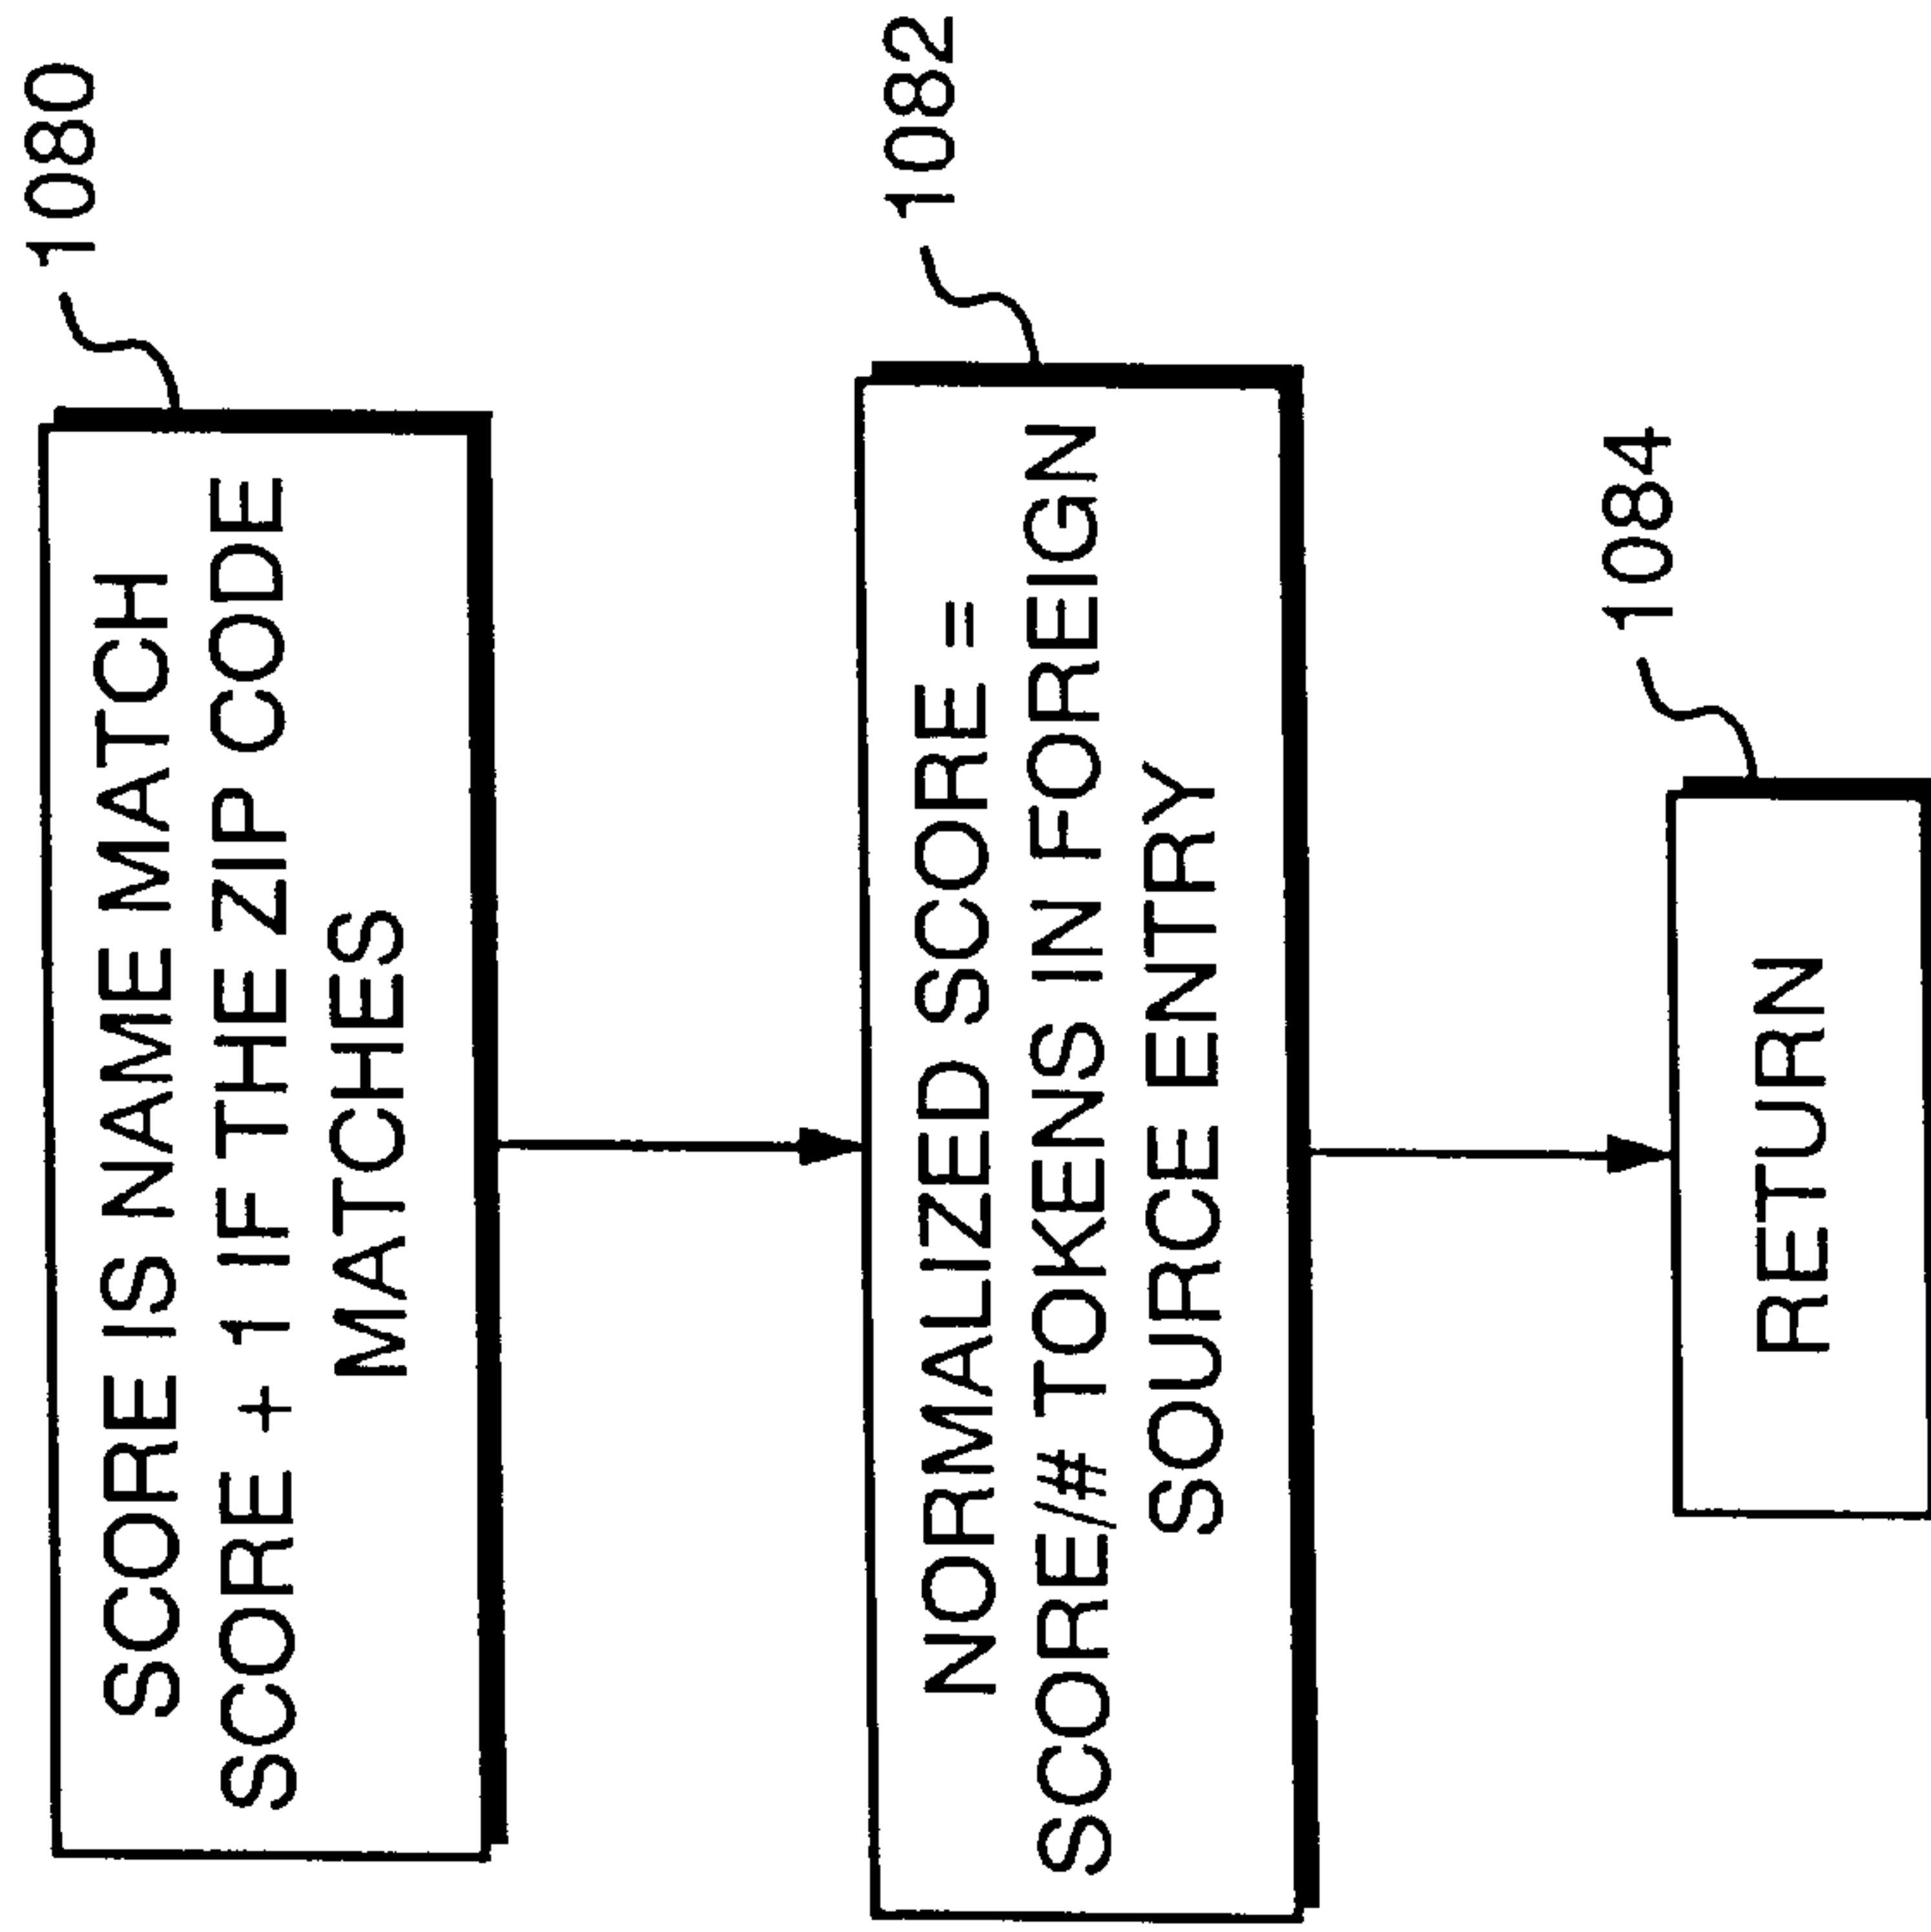 SCORE IS NAME MATCH
SCORE + 1 IF THE ZIP CODE
MATCHES
1080
NORMALIZED SCORE =
SCORE/# TOKENS IN FOREIGN
SOURCE ENTRY
1082
RETURN
1084